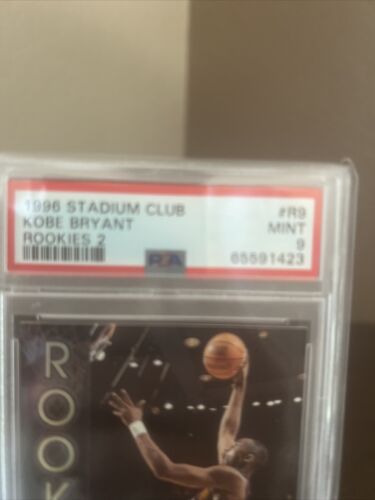 1996 STADIUM CLUB #R9
KOBE BRYANT MINT
ROOKIES 2 9
PSA 65591423
ROOK